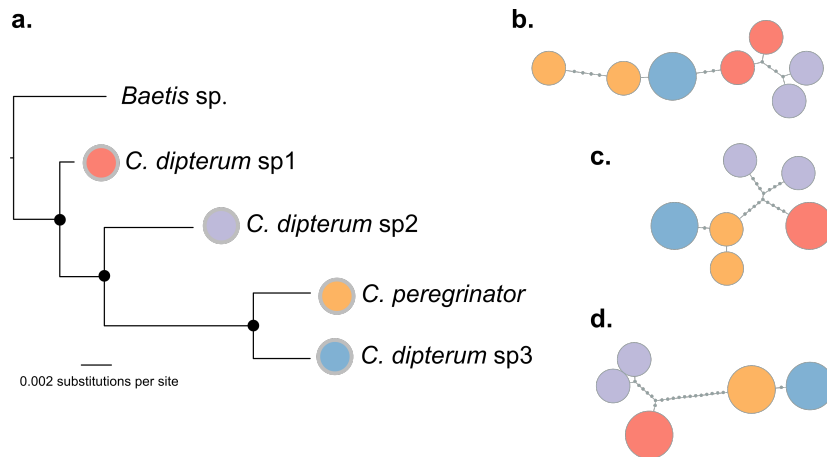 a.
b.
Baetis sp.
C. dipterum sp1
c.
C. dipterum sp2
C. peregrinator
d.
C. dipterum sp3
0.002 substitutions per site